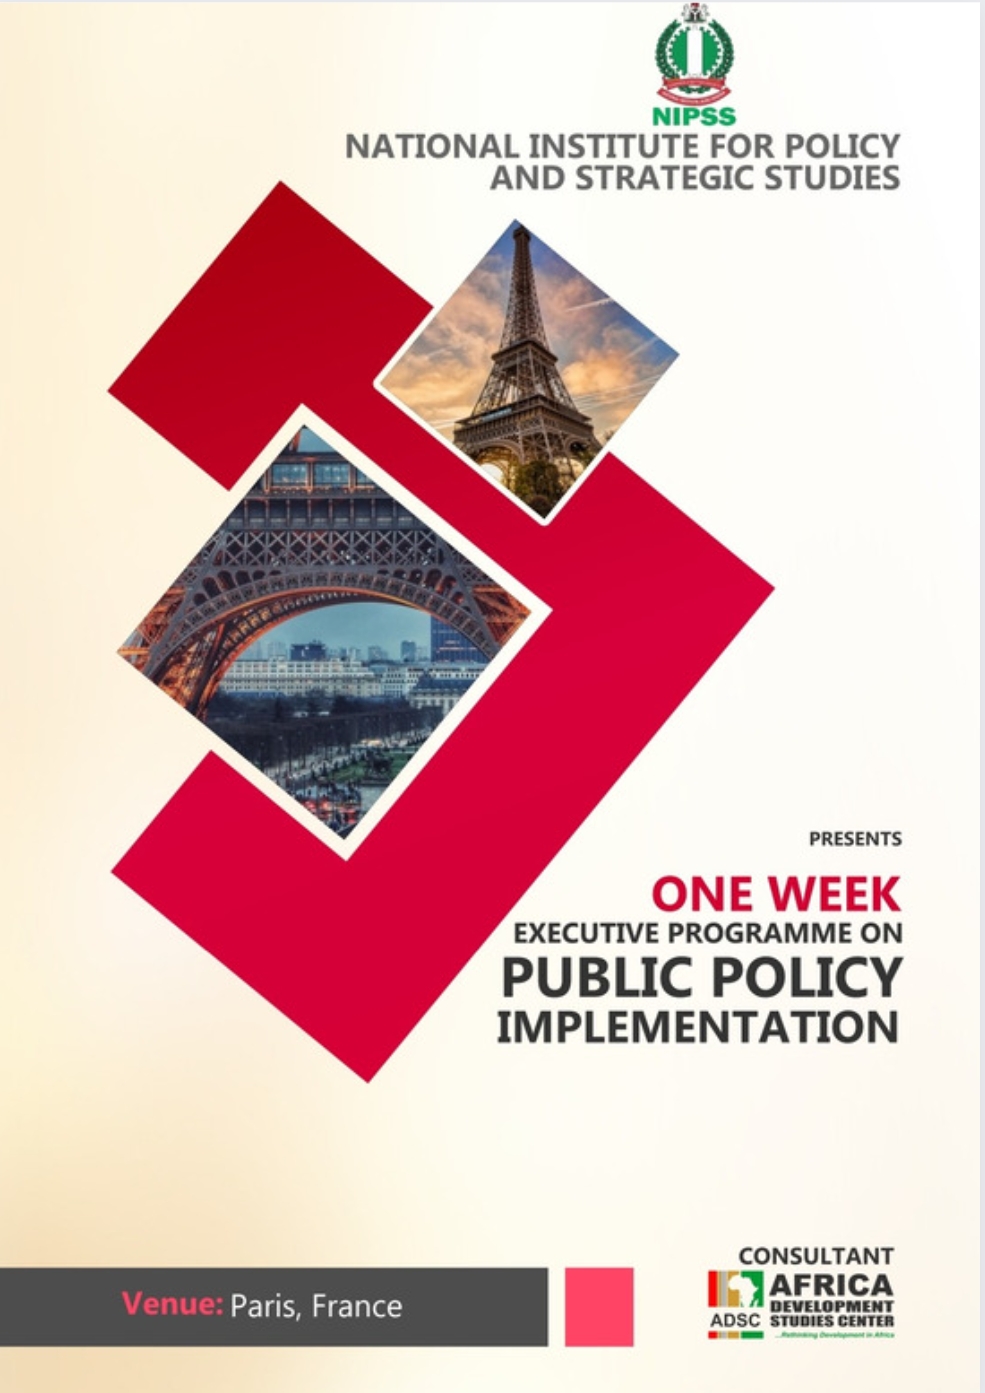 NIPSS
NATIONAL INSTITUTE FOR POLICY
AND STRATEGIC STUDIES
PRESENTS
ONE WEEK
EXECUTIVE PROGRAMME ON
PUBLIC POLICY
IMPLEMENTATION
Venue: Paris, France
CONSULTANT
AFRICA
DEVELOPMENT
ADSC STUDIES CENTER
...Rethinking Development in Africa